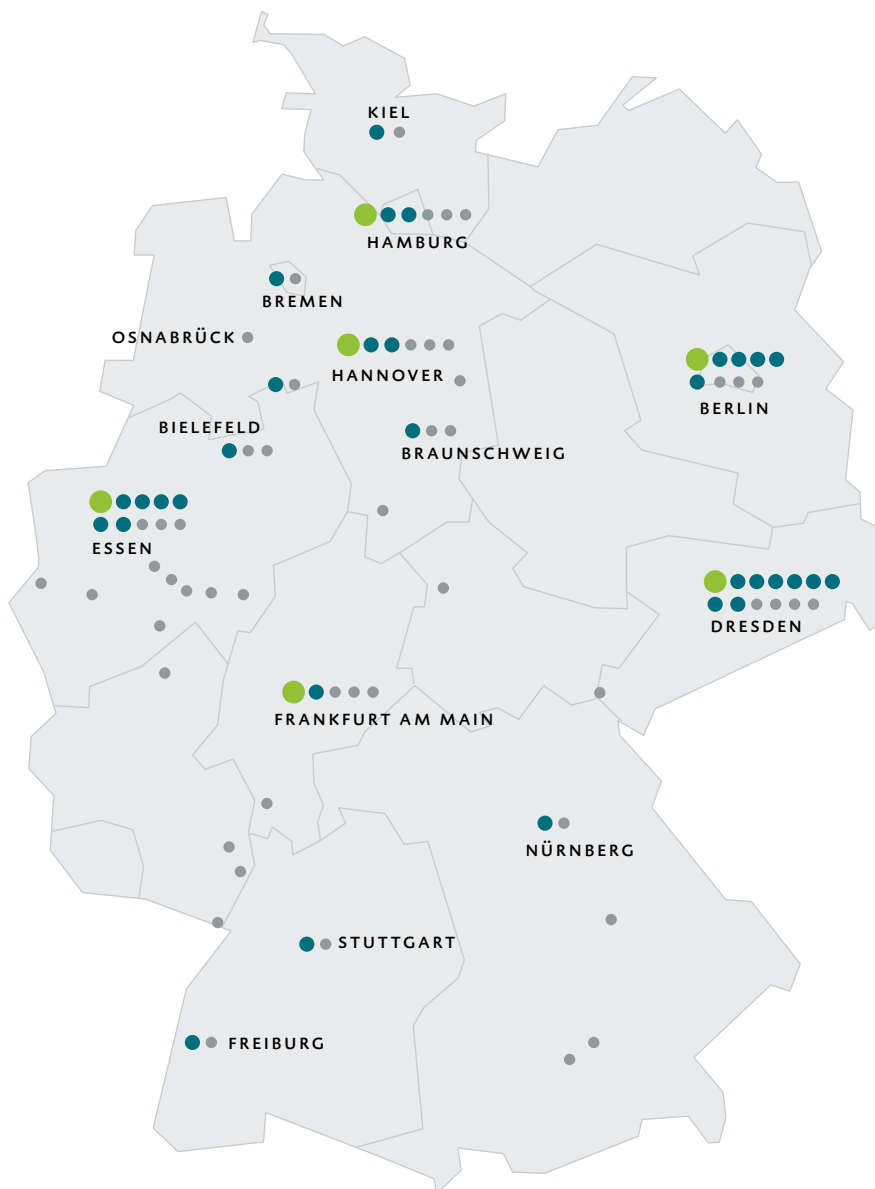 KIEL
HAMBURG
BREMEN
OSNABRÜCK
HANNOVER
BERLIN
BIELEFELD
BRAUNSCHWEIG
ESSEN
DRESDEN
FRANKFURT AM MAIN
NÜRNBERG
STUTTGART
FREIBURG